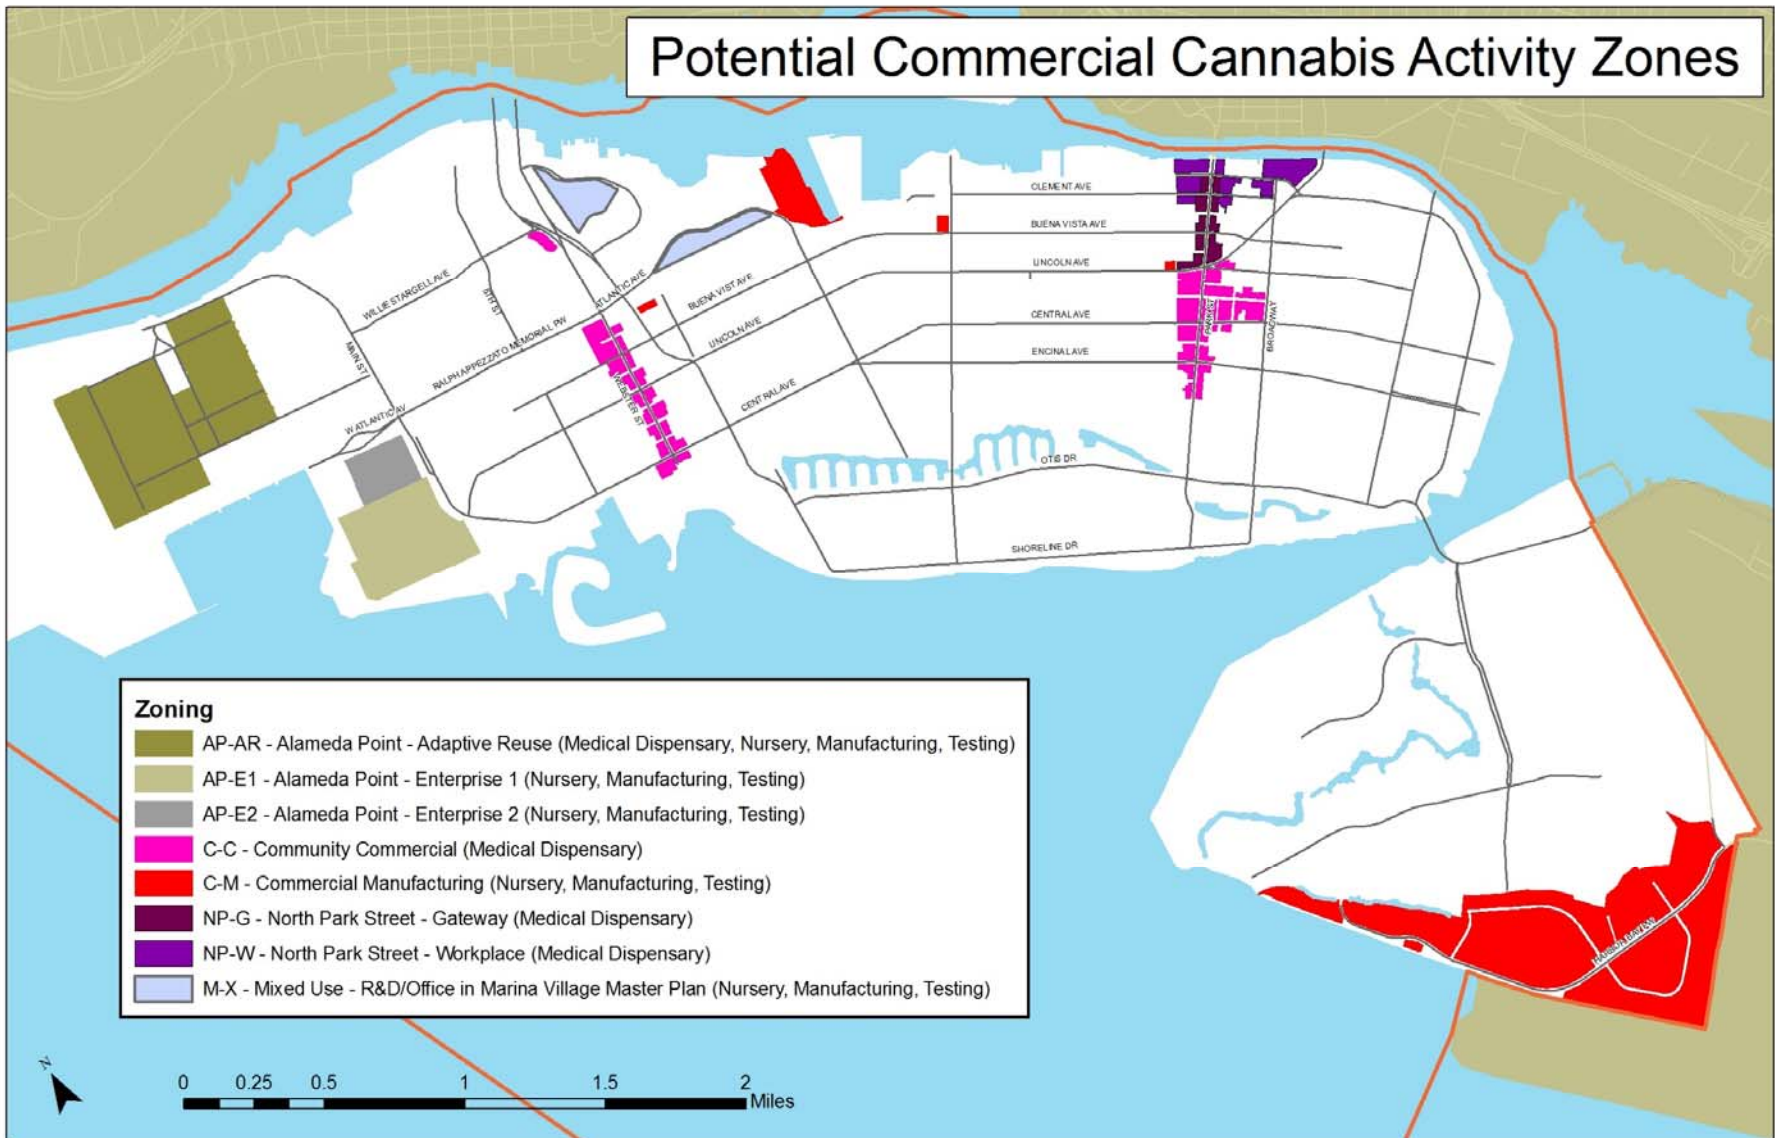 Potential Commercial Cannabis Activity Zones
CLEMENT AVE
BUENA VISTA AVE
LINCOLN AVE
CENTRAL AVE
ENCINAL AVE
PARK ST
BROADWAY
OTIS DR
SHORELINE DR
WILLIE STARGELL AVE
5TH ST
MAIN ST
RALPH APPEZZATO MEMORIAL PW
ATLANTIC AVE
W ATLANTIC AV
BUENA VIST AVE
LINCOLN AVE
CENTRAL AVE
WEBSTER ST
Zoning
AP-AR - Alameda Point - Adaptive Reuse (Medical Dispensary, Nursery, Manufacturing, Testing)
AP-E1 - Alameda Point - Enterprise 1 (Nursery, Manufacturing, Testing)
AP-E2 - Alameda Point - Enterprise 2 (Nursery, Manufacturing, Testing)
C-C - Community Commercial (Medical Dispensary)
C-M - Commercial Manufacturing (Nursery, Manufacturing, Testing)
NP-G - North Park Street - Gateway (Medical Dispensary)
NP-W - North Park Street - Workplace (Medical Dispensary)
M-X - Mixed Use - R&D/Office in Marina Village Master Plan (Nursery, Manufacturing, Testing)
N
0 0.25 0.5 1 1.5 2
Miles